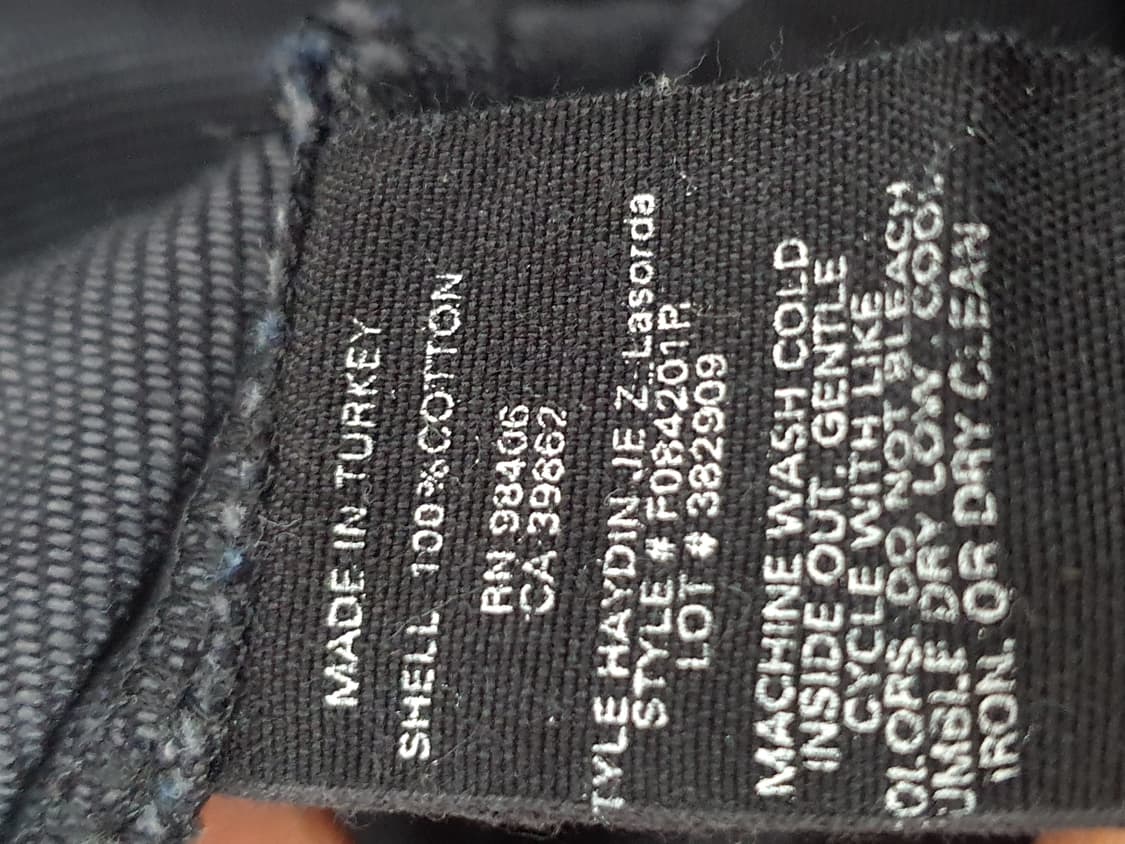 MADE IN TURKEY
SHELL 100%COTTON
RN 98406
CA 39862
TYLE HAYDIN JE Z Lasorda
STYLE # F084201P
LOT # 382909
MACHINE WASH COLD
INSIDE OUT. GENTLE
CYCLE WITH LIKE
OLORS DO NOT BLEACH
UMBLE DRY LOW COOL
IRON. OR DRY CLEAN